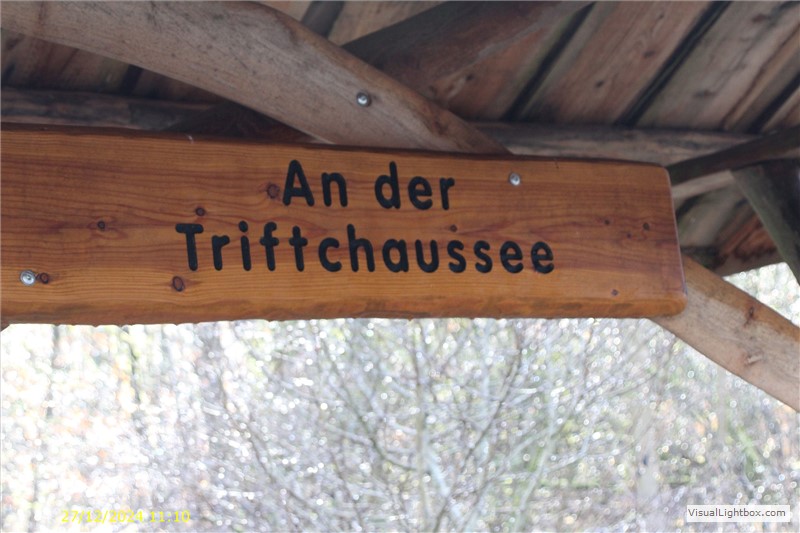 An der
Triftchaussee
27/12/2024 11:10
VisualLightbox.com